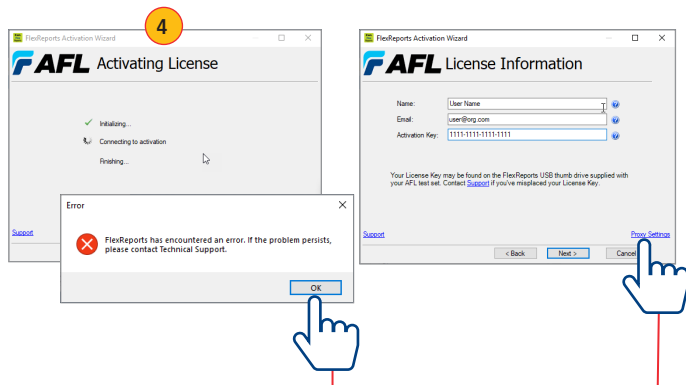 4
FlexReports Activation Wizard
AFL Activating License
Initializing...
Connecting to activation
Finishing...
Support
Error
FlexReports has encountered an error. If the problem persists,
please contact Technical Support.
OK
FlexReports Activation Wizard
AFL License Information
Name: User Name
Email: user@org.com
Activation Key: 1111-1111-1111-1111
Your License Key may be found on the FlexReports USB thumb drive supplied with
your AFL test set. Contact Support if you've misplaced your License Key.
Support
Proxy Settings
< Back
Next >
Cancel